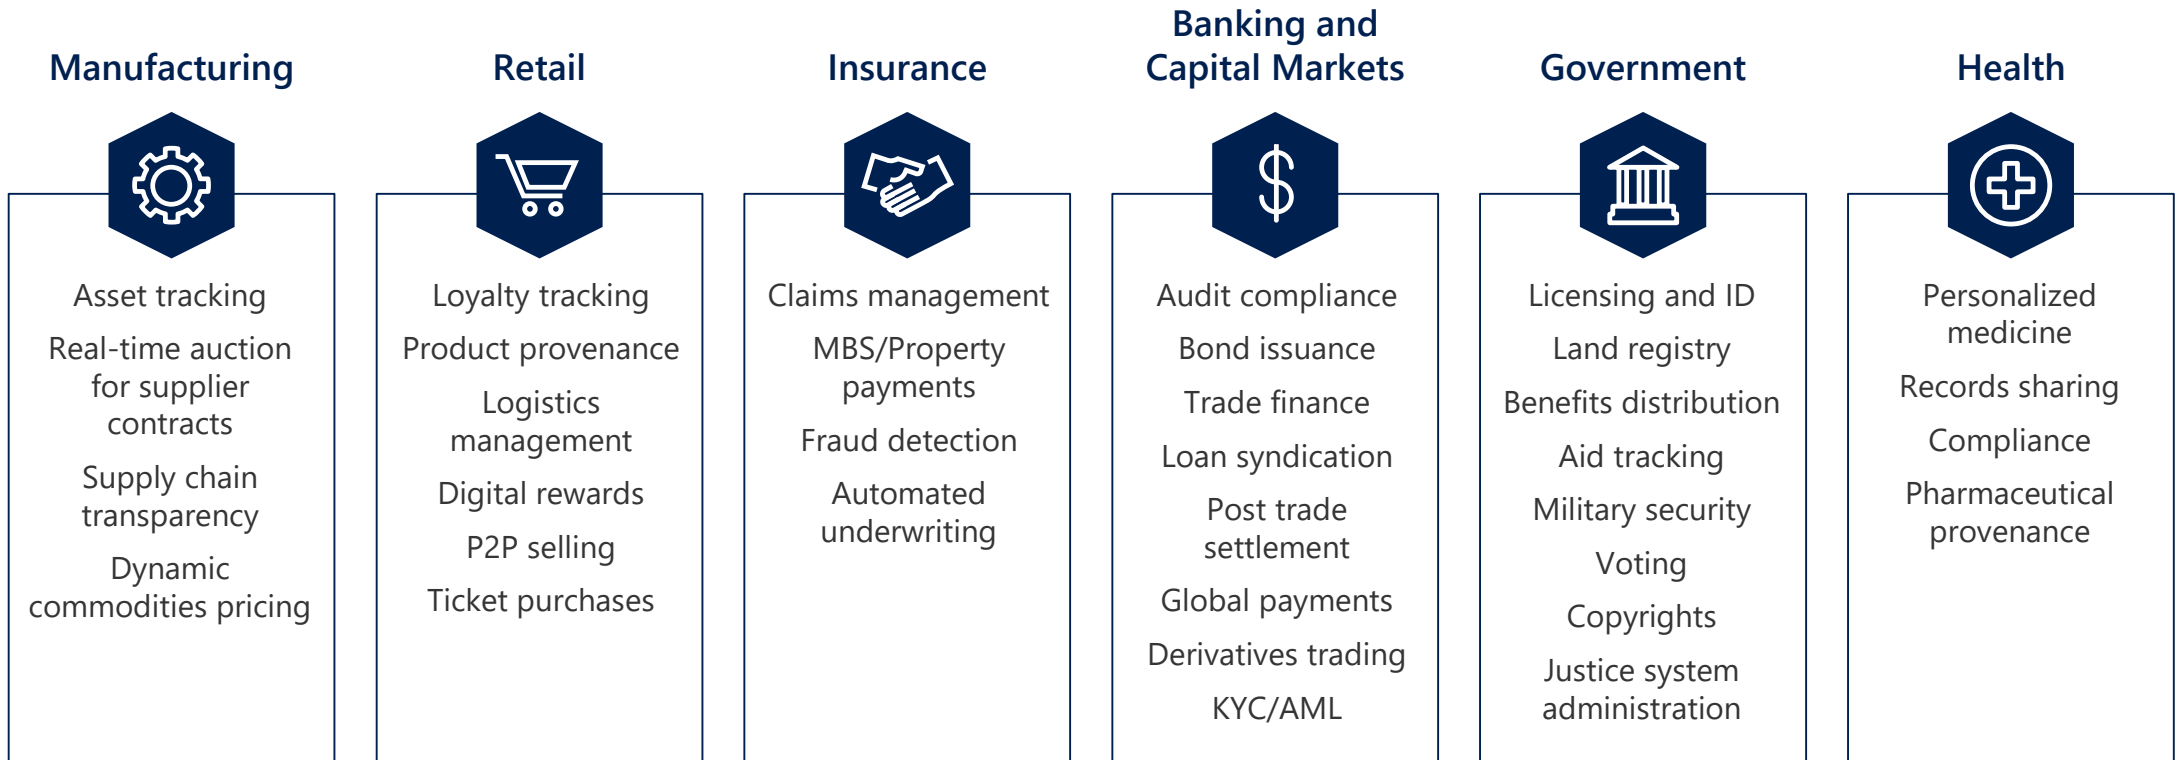 Manufacturing
Asset tracking
Real-time auction
for supplier
contracts
Supply chain
transparency
Dynamic
commodities pricing
Retail
Loyalty tracking
Product provenance
Logistics
management
Digital rewards
P2P selling
Ticket purchases
Insurance
Claims management
MBS/Property
payments
Fraud detection
Automated
underwriting
Banking and
Capital Markets
Audit compliance
Bond issuance
Trade finance
Loan syndication
Post trade
settlement
Global payments
Derivatives trading
KYC/AML
Government
Licensing and ID
Land registry
Benefits distribution
Aid tracking
Military security
Voting
Copyrights
Justice system
administration
Health
Personalized
medicine
Records sharing
Compliance
Pharmaceutical
provenance